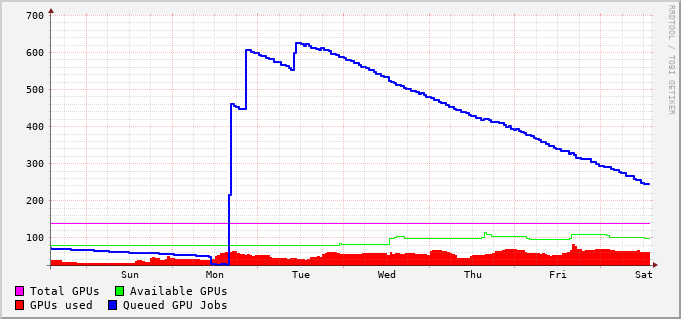 700
600
500
400
300
200
100
Sun Mon Tue Wed Thu Fri Sat
Total GPUs Available GPUs
GPUs used Queued GPU Jobs
RRDTOOL / TOBI OETIKER